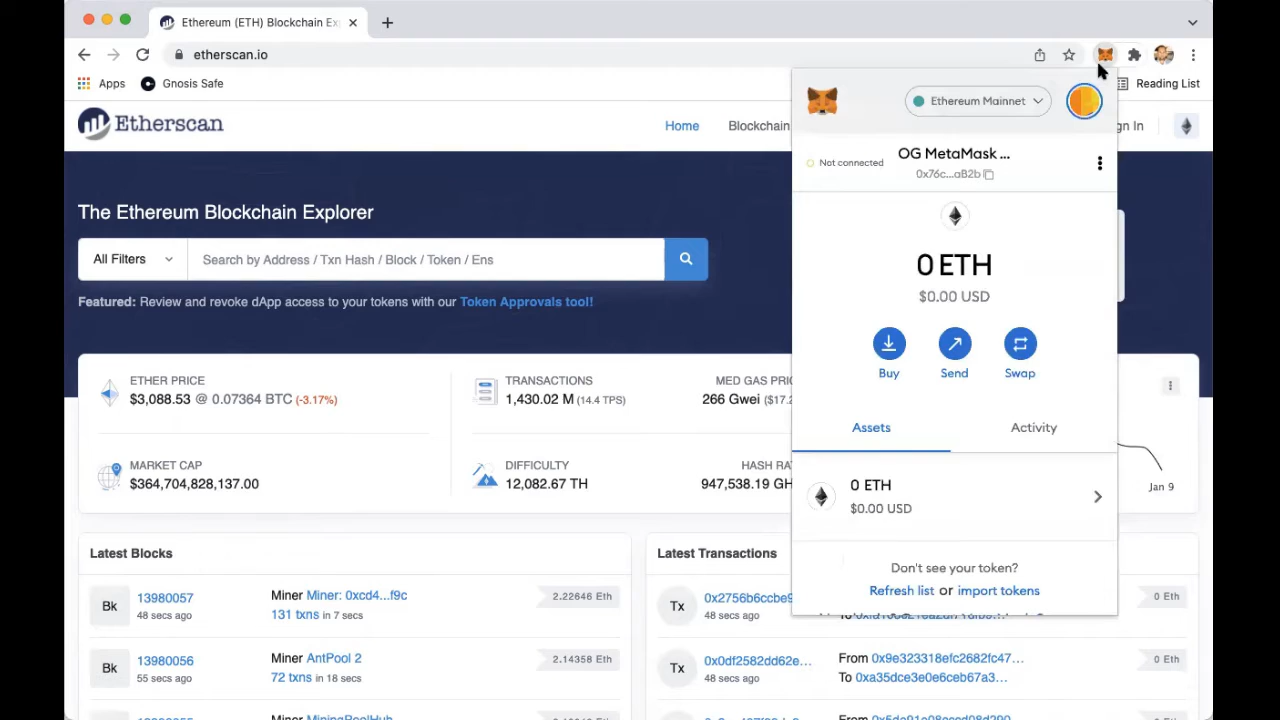 Ethereum (ETH) Blockchain Ex
etherscan.io
Apps
Gnosis Safe
Reading List
Etherscan
Home
Blockchain
gn In
The Ethereum Blockchain Explorer
All Filters
Search by Address / Txn Hash / Block / Token / Ens
Featured: Review and revoke dApp access to your tokens with our Token Approvals tool!
ETHER PRICE
$3,088.53 @ 0.07364 BTC (-3.17%)
MARKET CAP
$364,704,828,137.00
TRANSACTIONS
1,430.02 M (14.4 TPS)
MED GAS PRIC
266 Gwei ($17.2
DIFFICULTY
12,082.67 TH
HASH RA
947,538.19 GH
Jan 9
Latest Blocks
Bk
13980057
48 secs ago
Miner Miner: 0xcd4...f9c
131 txns in 7 secs
2.22646 Eth
Bk
13980056
55 secs ago
Miner AntPool 2
72 txns in 18 secs
2.14358 Eth
Latest Transactions
Tx
0x2756b6ccbe9
48 secs ago
0 Eth
Tx
0x0df2582dd62e...
48 secs ago
From 0x9e323318efc2682fc47...
To 0xa35dce3e0e6ceb67a3...
0 Eth
Ethereum Mainnet
Not connected
OG MetaMask ...
0x76c...aB2b
0 ETH
$0.00 USD
Buy
Send
Swap
Assets
Activity
0 ETH
$0.00 USD
Don't see your token?
Refresh list or import tokens